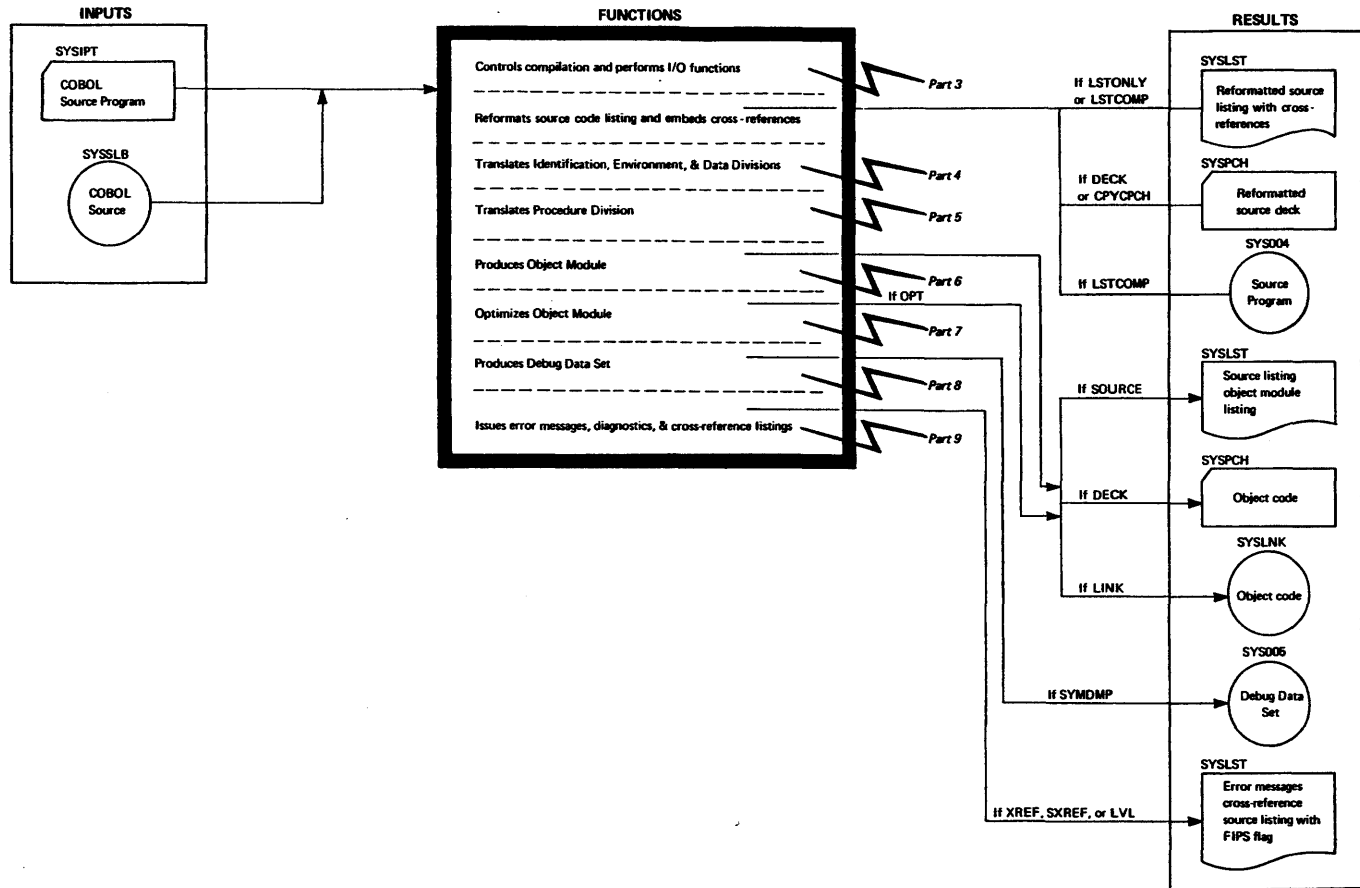 INPUTS
SYSIPT
COBOL
Source Program
SYSSLB
COBOL
Source
FUNCTIONS
Controls compilation and performs I/O functions
Part 3
Reformats source code listing and embeds cross-references
Translates Identification, Environment, & Data Divisions
Part 4
Translates Procedure Division
Part 5
Produces Object Module
Part 6
If OPT
Optimizes Object Module
Part 7
Produces Debug Data Set
Part 8
Issues error messages, diagnostics, & cross-reference listings
Part 9
If LSTONLY
or LSTCOMP
If DECK
or CPYCPCH
If LSTCOMP
If SOURCE
If DECK
If LINK
If SYMDMP
If XREF, SXREF, or LVL
RESULTS
SYSLST
Reformatted source
listing with cross-
references
SYSPCH
Reformatted
source deck
SYS004
Source
Program
SYSLST
Source listing
object module
listing
SYSPCH
Object code
SYSLNK
Object code
SYS005
Debug Data
Set
SYSLST
Error messages
cross-reference
source listing with
FIPS flag